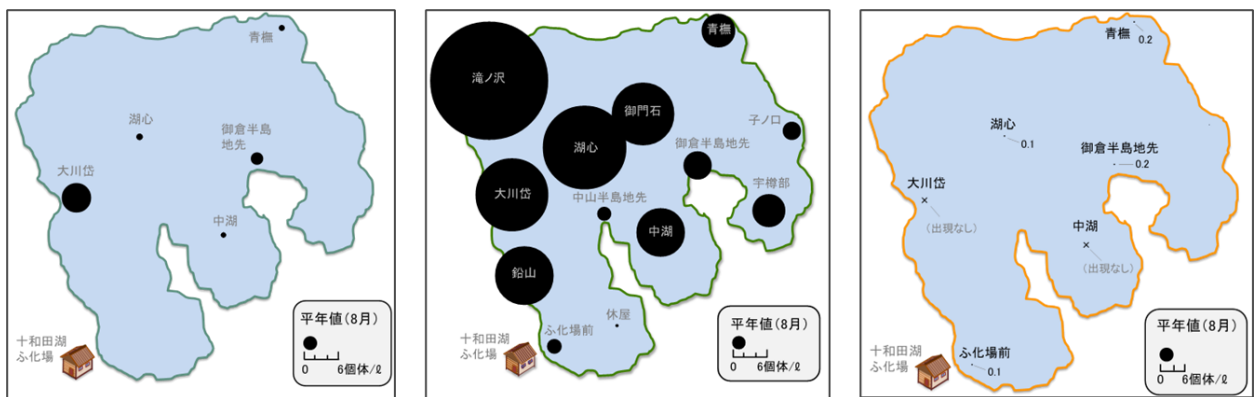 青橅
湖心
御倉半島
地先
大川岱
中湖
平年値(8月)
0 6個体/ℓ
十和田湖
ふ化場
青橅
滝ノ沢
御門石
子ノ口
湖心
御倉半島地先
大川岱
中山半島地先
宇樽部
中湖
鉛山
休屋
ふ化場前
平年値(8月)
0 6個体/ℓ
十和田湖
ふ化場
青橅
0.2
湖心
0.1
御倉半島地先
0.2
大川岱
(出現なし)
中湖
(出現なし)
平年値(8月)
0 6個体/ℓ
ふ化場前
0.1
十和田湖
ふ化場